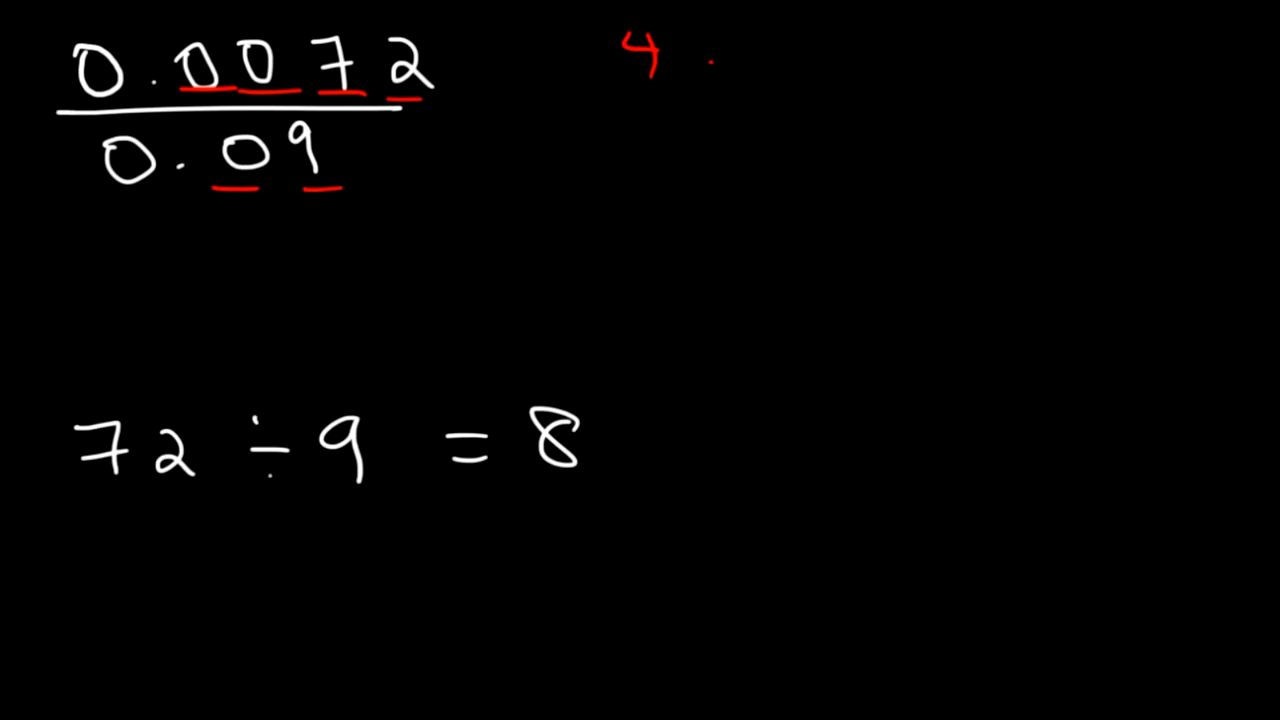 0.0072 4 .
0.09
72 ÷ 9 = 8